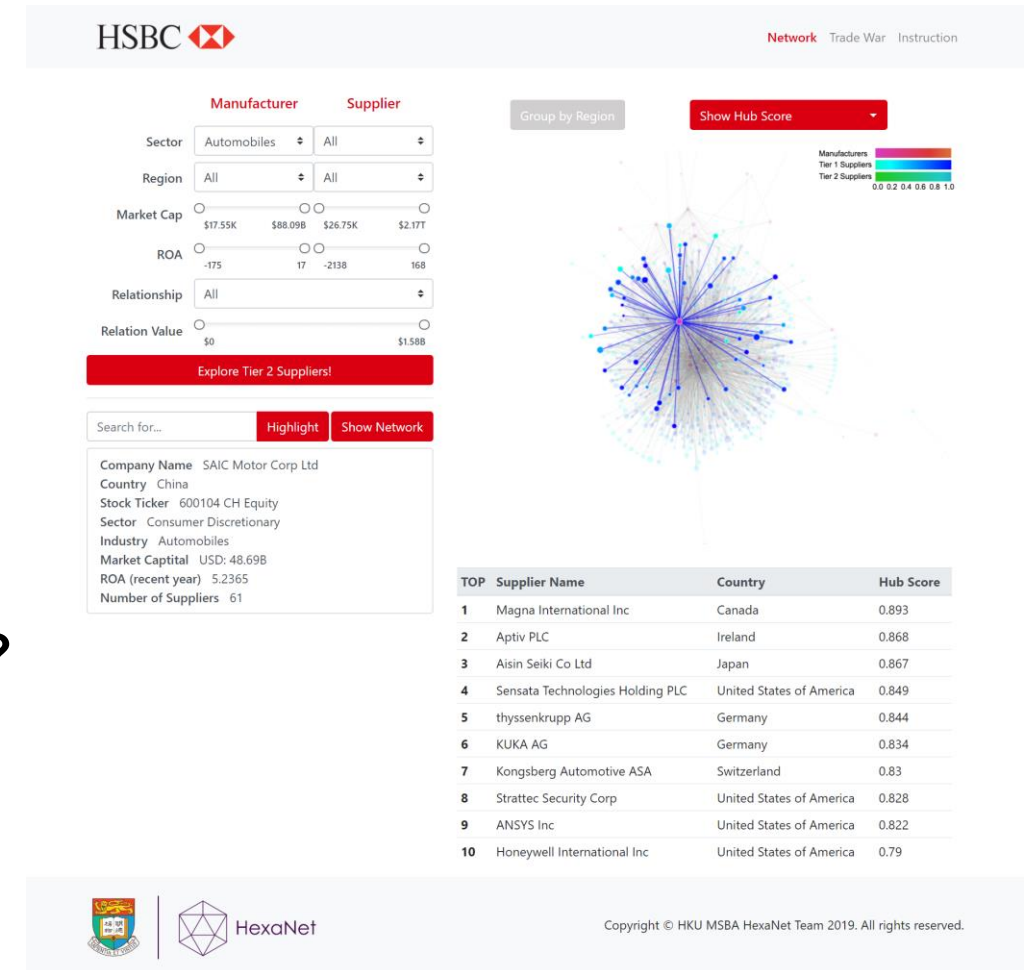 HSBC
Network Trade War Instruction
Manufacturer Supplier
Sector Automobiles All
Region All All
Market Cap
$17.55K $88.09B $26.75K $2.17T
ROA
-175 17 -2138 168
Relationship All
Relation Value
$0 $1.58B
Explore Tier 2 Suppliers!
Search for... Highlight Show Network
Company Name SAIC Motor Corp Ltd
Country China
Stock Ticker 600104 CH Equity
Sector Consumer Discretionary
Industry Automobiles
Market Captital USD: 48.69B
ROA (recent year) 5.2365
Number of Suppliers 61
Group by Region Show Hub Score
Manufacturers
Tier 1 Suppliers
Tier 2 Suppliers
0.0 0.2 0.4 0.6 0.8 1.0
TOP Supplier Name Country Hub Score
1 Magna International Inc Canada 0.893
2 Aptiv PLC Ireland 0.868
3 Aisin Seiki Co Ltd Japan 0.867
4 Sensata Technologies Holding PLC United States of America 0.849
5 thyssenkrupp AG Germany 0.844
6 KUKA AG Germany 0.834
7 Kongsberg Automotive ASA Switzerland 0.83
8 Strattec Security Corp United States of America 0.828
9 ANSYS Inc United States of America 0.822
10 Honeywell International Inc United States of America 0.79
HexaNet
Copyright © HKU MSBA HexaNet Team 2019. All rights reserved.